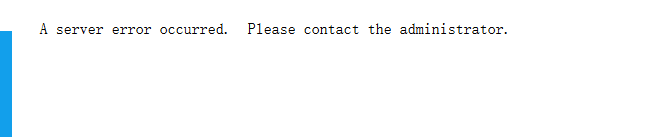 A server error occurred.  Please contact the administrator.